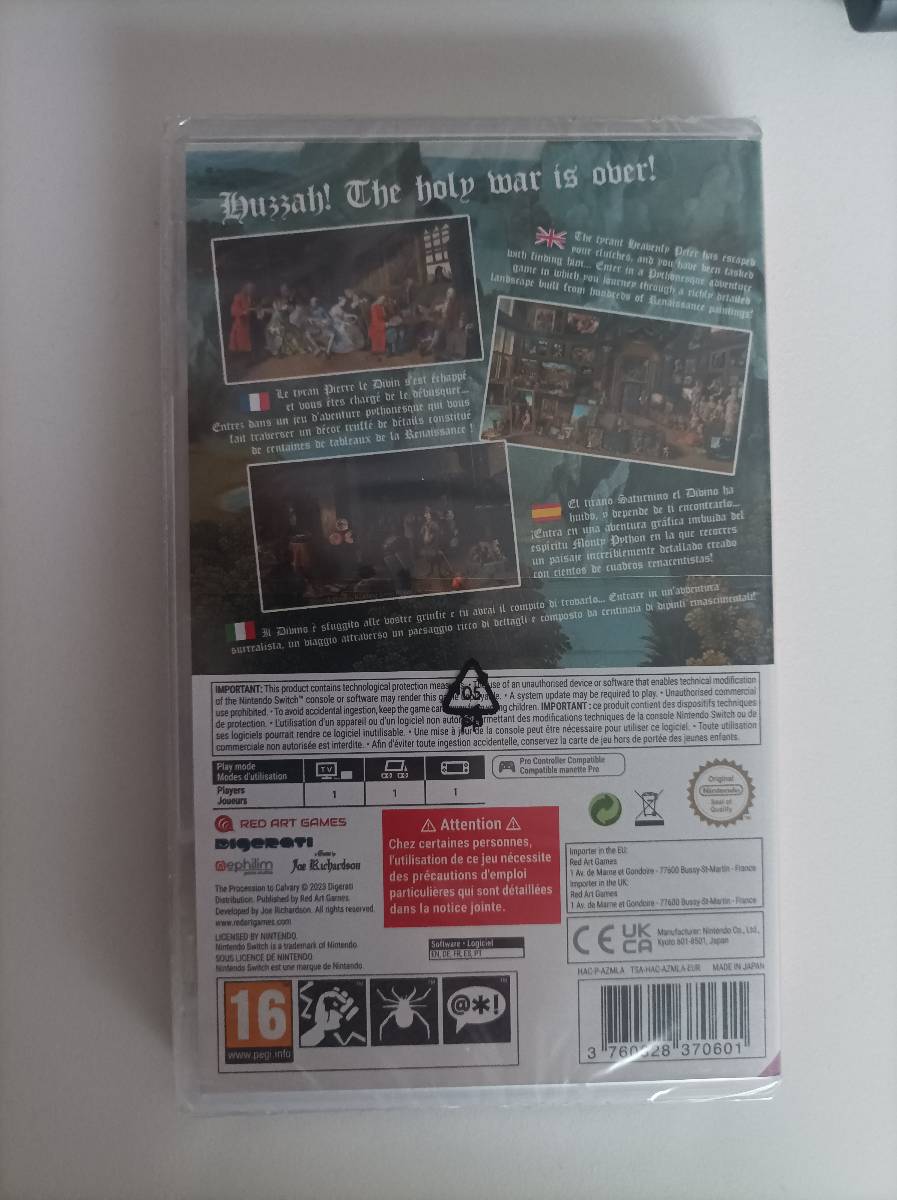 Huzzah! The holy war is over!
The tyrant Heavenly Peter has escaped
your clutches, and you have been tasked
with finding him... Enter in a Pythonesque adventure
game in which you journey through a richly detailed
landscape built from hundreds of Renaissance paintings!
Le tyran Pierre le Divin s'est échappé
et vous êtes chargé de le débusquer...
Entrez dans un jeu d'aventure pythonesque qui vous
fait traverser un décor truffé de détails constitué
de centaines de tableaux de la Renaissance !
El tirano Saturnino el Divino ha
huido, y depende de ti encontrarlo...
¡Entra en una aventura gráfica imbuida del
espíritu Monty Python en la que recorres
un paisaje increíblemente detallado creado
con cientos de cuadros renacentistas!
Il Divino è sfuggito alle vostre grinfie e tu avrai il compito di trovarlo... Entrare in un'avventura
surrealista, un viaggio attraverso un paesaggio ricco di dettagli e composto da centinaia di dipinti rinascimentali!
IMPORTANT: This product contains technological protection The use of an unauthorised device or software that enables technical modification
of the Nintendo Switch™ console or software may render this • A system update may be required to play. • Unauthorised commercial
use prohibited. • To avoid accidental ingestion, keep the game children. IMPORTANT : ce produit contient des dispositifs techniques
de protection. • L'utilisation d'un appareil ou d'un logiciel non permettant des modifications techniques de la console Nintendo Switch ou de
ses logiciels pourrait rendre ce logiciel inutilisable. • Une mise à jour de la console peut être nécessaire pour utiliser ce logiciel. • Toute utilisation
commerciale non autorisée est interdite. • Afin d'éviter toute ingestion accidentelle, conservez la carte de jeu hors de portée des jeunes enfants.
05
Play mode
Modes d'utilisation
TV
Pro Controller Compatible
Compatible manette Pro
Players
Joueurs
1
1
1
RED ART GAMES
DIGERATI
ephilim
Joe Richardson
The Procession to Calvary © 2023 Digerati
Distribution. Published by Red Art Games.
Developed by Joe Richardson. All rights reserved.
www.redartgames.com
LICENSED BY NINTENDO.
Nintendo Switch is a trademark of Nintendo.
SOUS LICENCE DE NINTENDO.
Nintendo Switch est une marque de Nintendo.
Attention
Chez certaines personnes,
l'utilisation de ce jeu nécessite
des précautions d'emploi
particulières qui sont détaillées
dans la notice jointe.
Software • Logiciel
EN, DE, FR, ES, PT
Original
Nintendo
Seal of
Quality
Importer in the EU:
Red Art Games
1 Av. de Marne et Gondoire - 77600 Bussy-St-Martin - France
Importer in the UK:
Red Art Games
1 Av. de Marne et Gondoire - 77600 Bussy-St-Martin - France
CE UK
CA
Manufacturer: Nintendo Co., Ltd.,
Kyoto 601-8501, Japan
HAC-P-AZMLA TSA-HAC-AZMLA-EUR MADE IN JAPAN
16
www.pegi.info
@*!
3 760328 370601